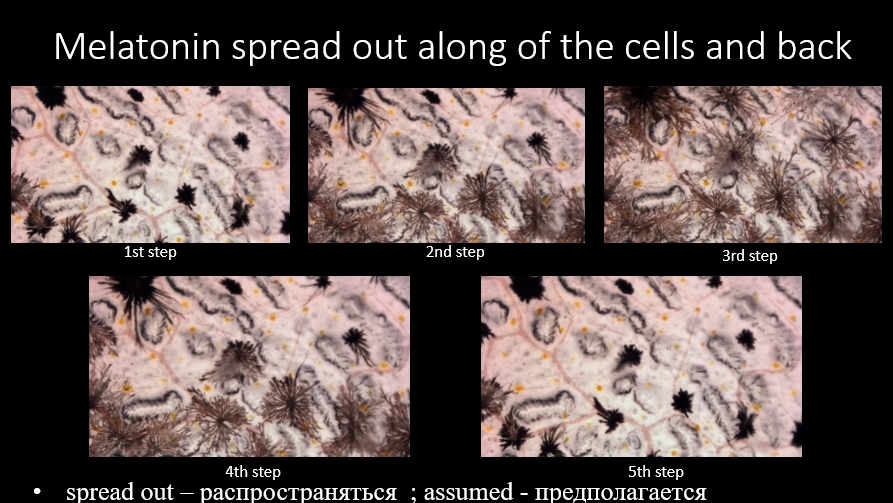 Melatonin spread out along of the cells and back
1st step
2nd step
3rd step
4th step
5th step
• spread out – распространяться ; assumed - предполагается